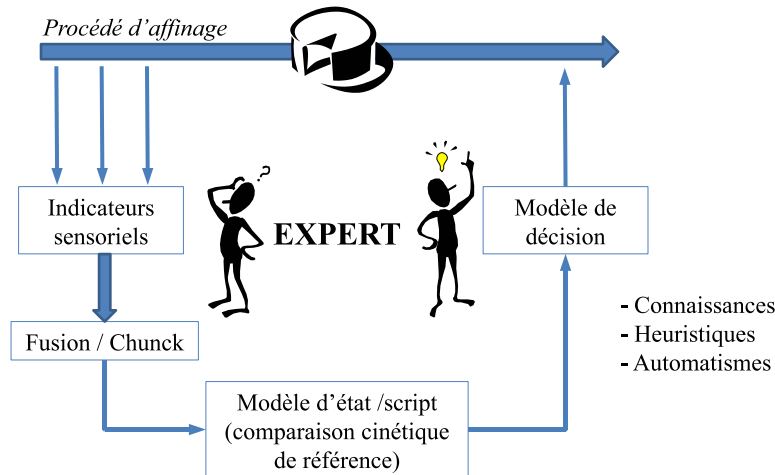 Procédé d’affinage
?
Indicateurs
sensoriels
EXPERT
Modèle de
décision
Fusion / Chunck
- Connaissances
- Heuristiques
- Automatismes
Modèle d’état /script
(comparaison cinétique
de référence)